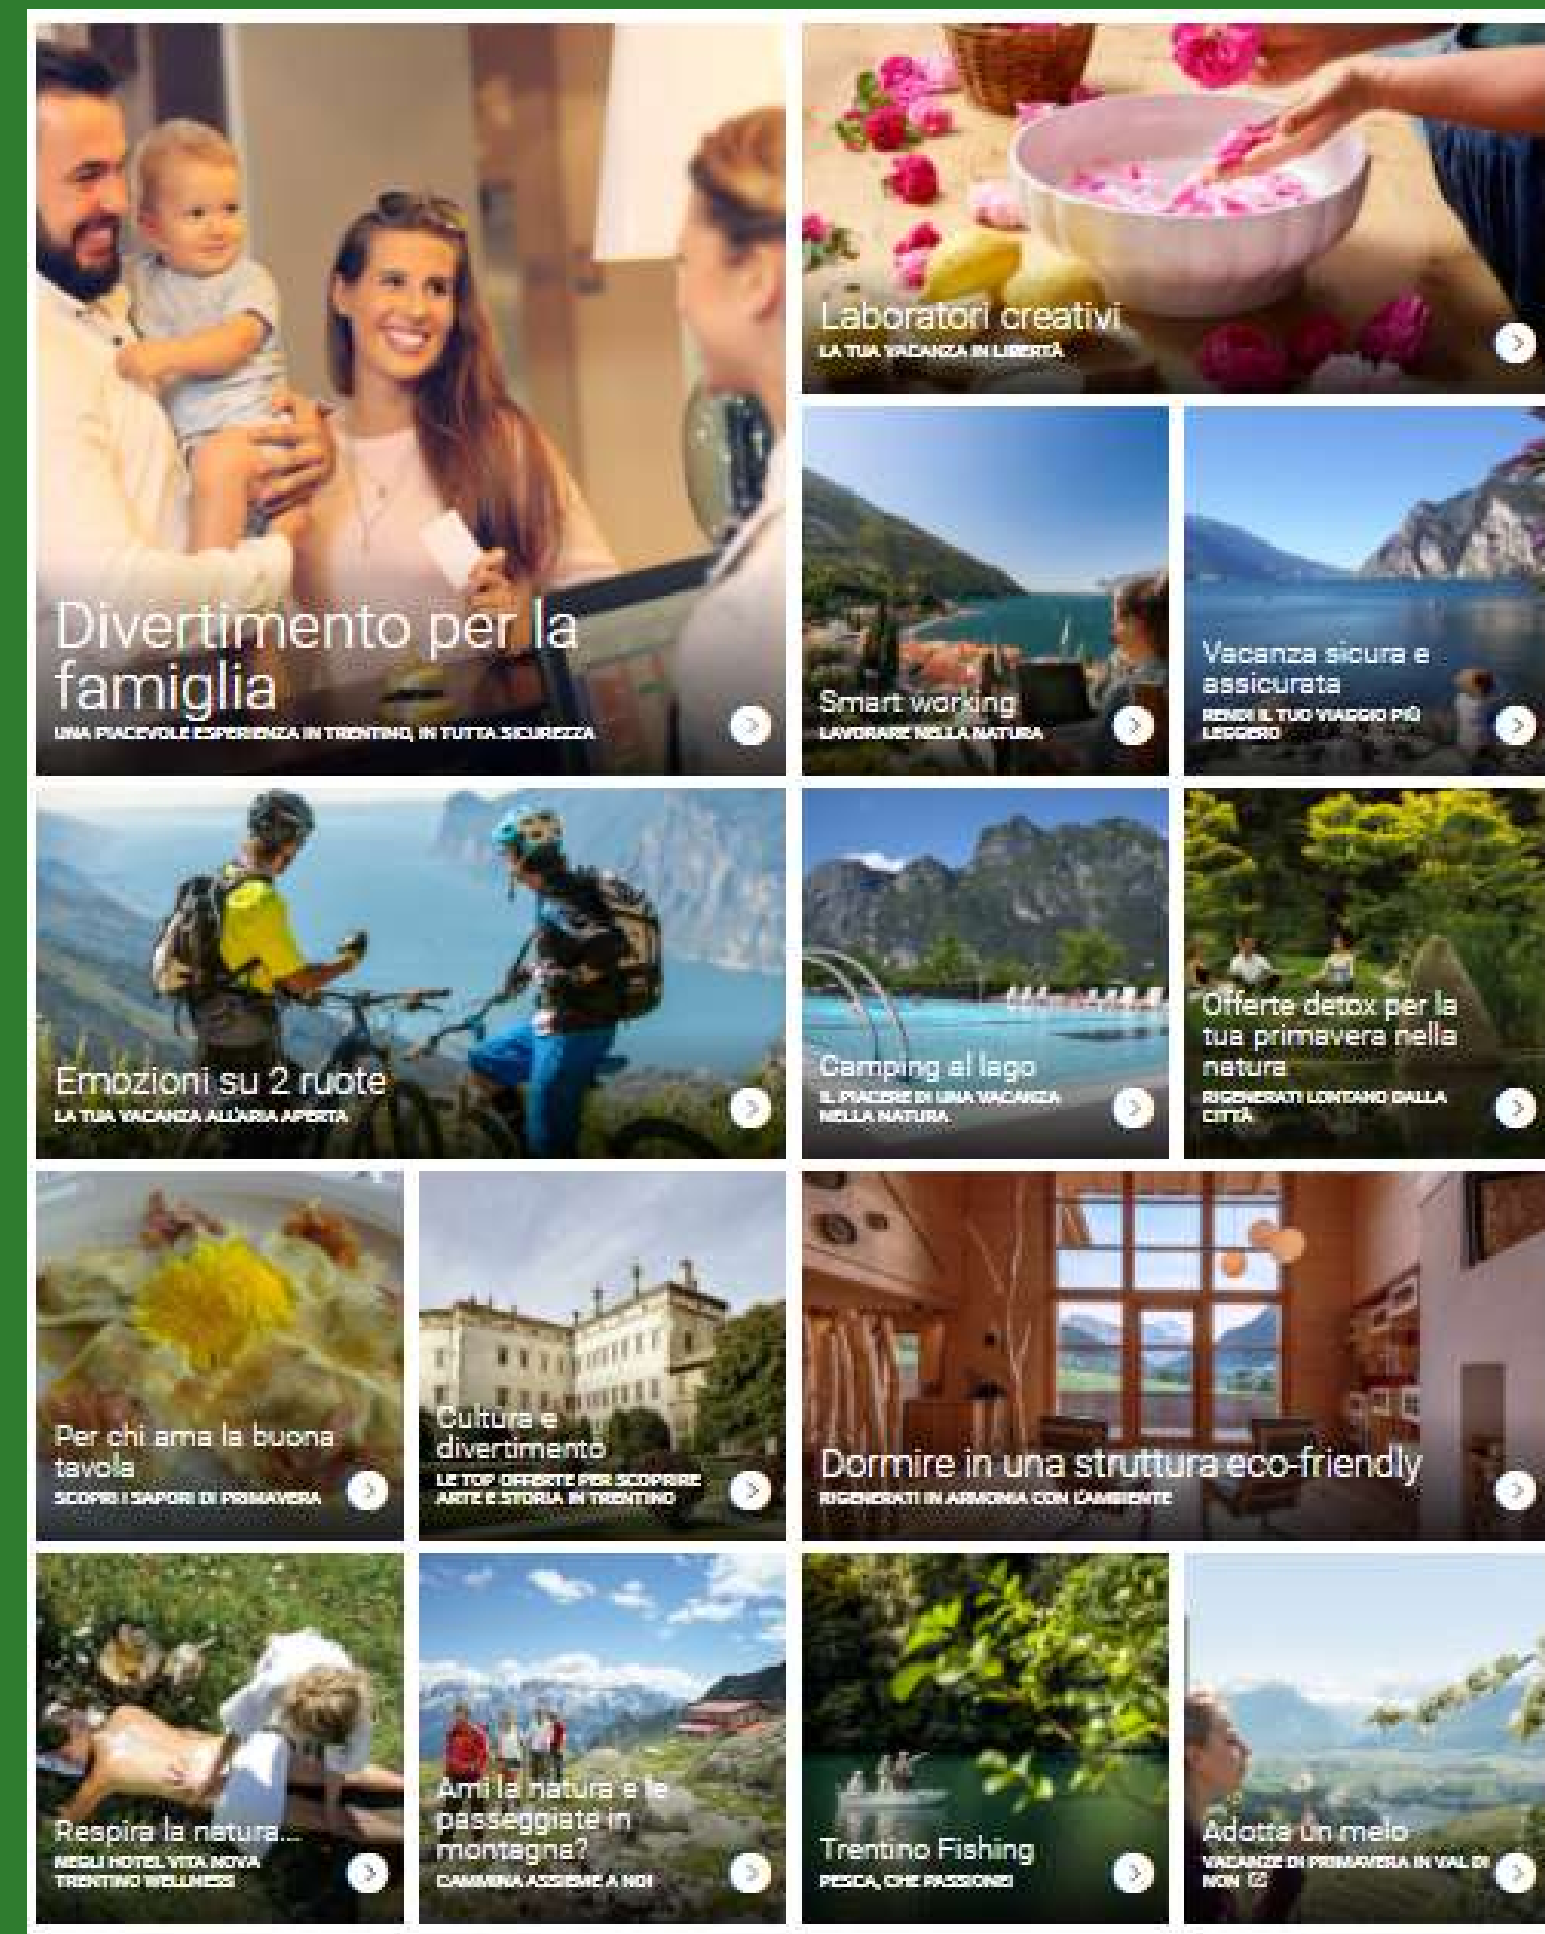 Divertimento per la
famiglia
UNA PIACEVOLE ESPERIENZA IN TRENTINO, IN TUTTA SICUREZZA
Laboratori creativi
LA TUA VACANZA IN LIBERTÀ
Smart working
LAVORARE NELLA NATURA
Vacanza sicura e
assicurata
RENDI IL TUO VIAGGIO PIÙ
LEGGERO
Emozioni su 2 ruote
LA TUA VACANZA ALL'ARIA APERTA
Camping al lago
IL PIACERE DI UNA VACANZA
NELLA NATURA
Offerte detox per la
tua primavera nella
natura
RIGENERATI LONTANO DALLA
CITTÀ
Per chi ama la buona
tavola
SCOPRI I SAPORI DI PRIMAVERA
Cultura e
divertimento
LE TOP OFFERTE PER SCOPRIRE
ARTE E STORIA IN TRENTINO
Dormire in una struttura eco-friendly
RIGENERATI IN ARMONIA CON L'AMBIENTE
Respira la natura...
NEGLI HOTEL VITA NOVA
TRENTINO WELLNESS
Ami la natura e le
passeggiate in
montagna?
CAMMINA ASSIEME A NOI
Trentino Fishing
PESCA, CHE PASSIONE!
Adotta un melo
VACANZE DI PRIMAVERA IN VAL DI
NON